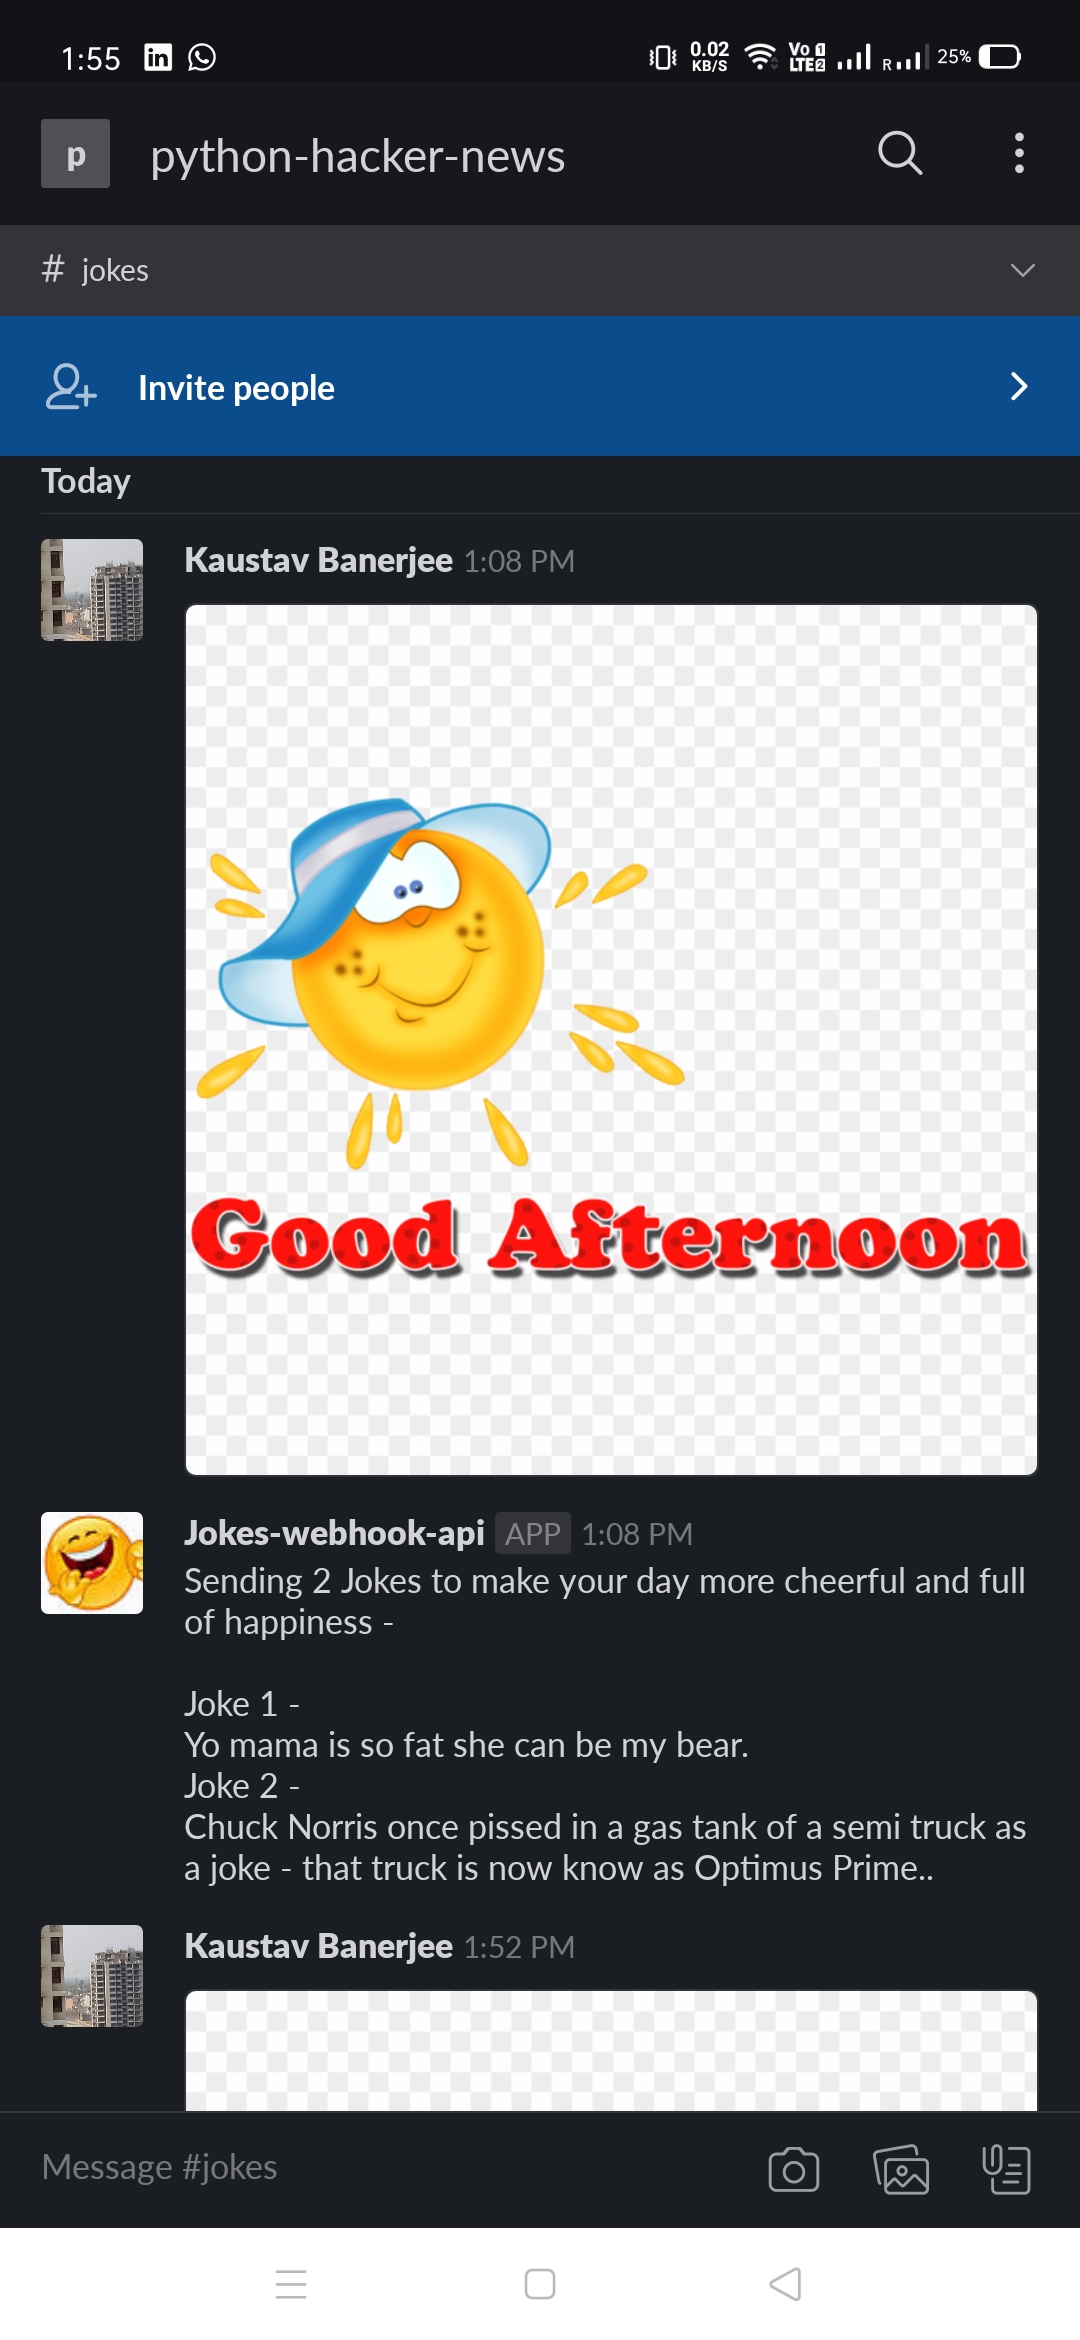 1:55 in 0.02 KB/S Vo 1 LTE 2 R 25%
p python-hacker-news
# jokes
Invite people
Today
Kaustav Banerjee 1:08 PM
Good Afternoon
Jokes-webhook-api APP 1:08 PM
Sending 2 Jokes to make your day more cheerful and full
of happiness -
Joke 1 -
Yo mama is so fat she can be my bear.
Joke 2 -
Chuck Norris once pissed in a gas tank of a semi truck as
a joke - that truck is now know as Optimus Prime..
Kaustav Banerjee 1:52 PM
Message #jokes